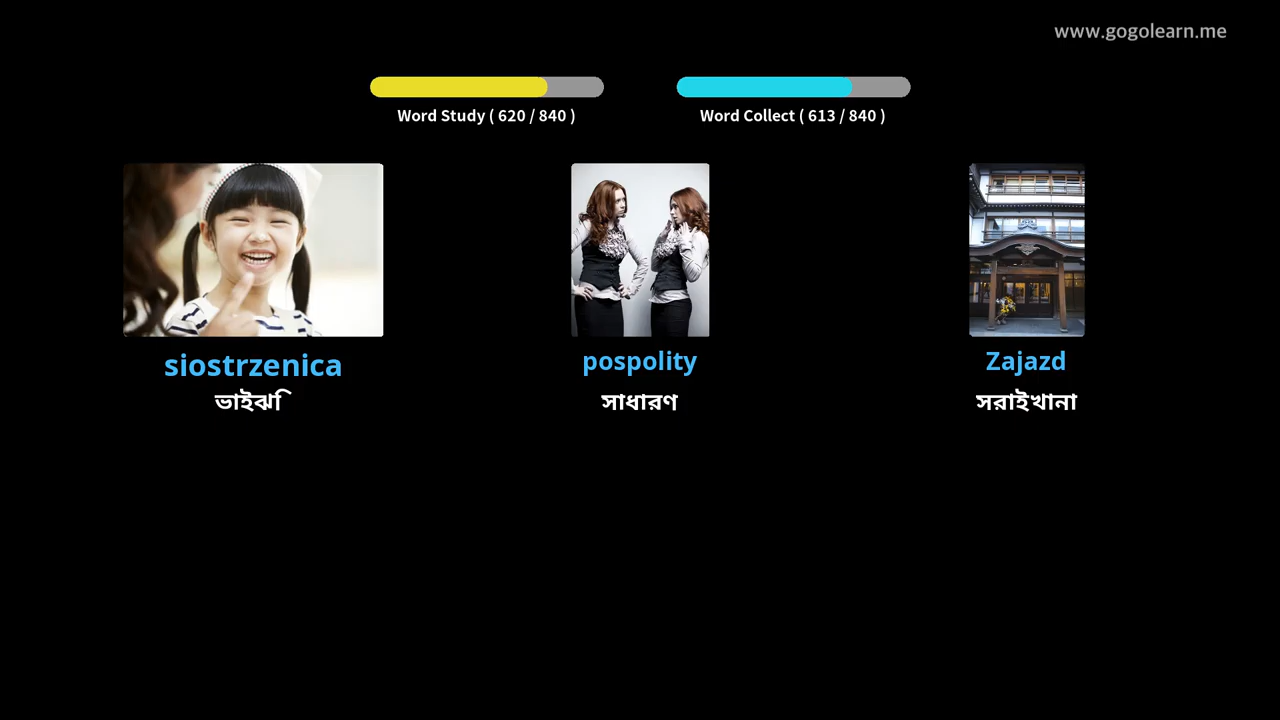 www.gogolearn.me
Word Study ( 620 / 840 )
Word Collect ( 613 / 840 )
siostrzenica
pospolity
Zajazd
ভাইঝি
সাধারণ
সরাইখানা